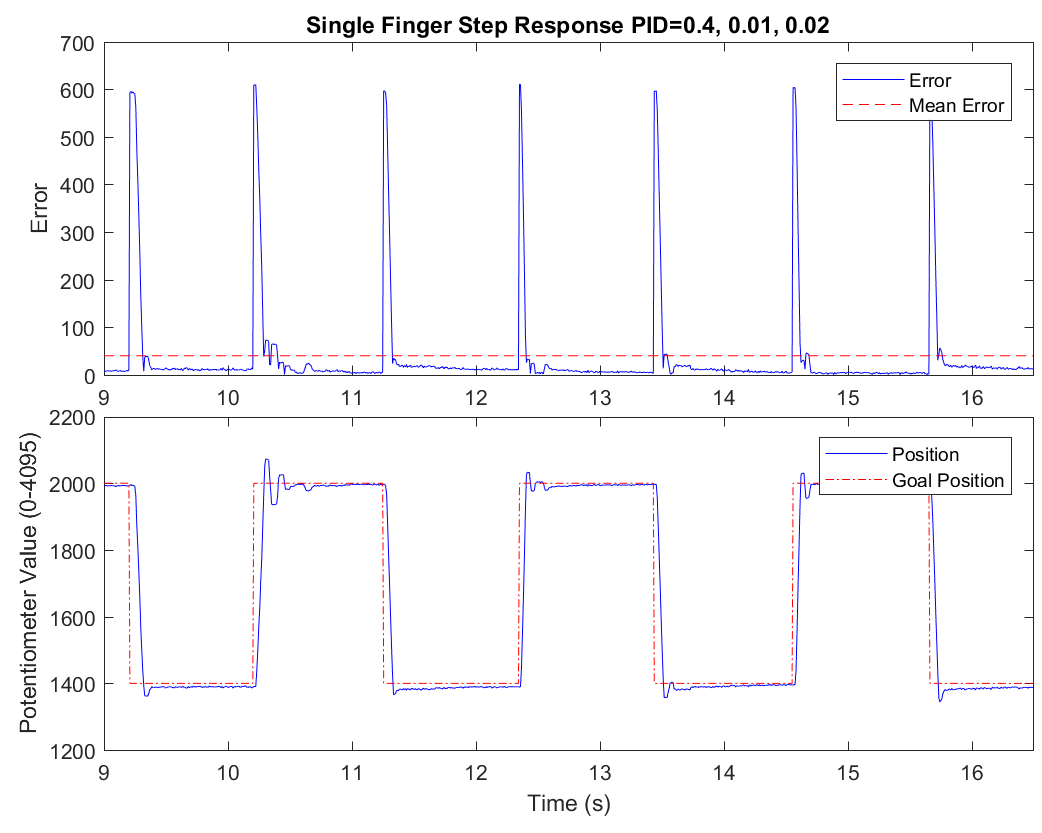 Single Finger Step Response PID=0.4, 0.01, 0.02
700
600
500
400
300
200
100
0
Error
Error
Mean Error
9 10 11 12 13 14 15 16
2200
2000
1800
1600
1400
1200
Potentiometer Value (0-4095)
Position
Goal Position
9 10 11 12 13 14 15 16
Time (s)